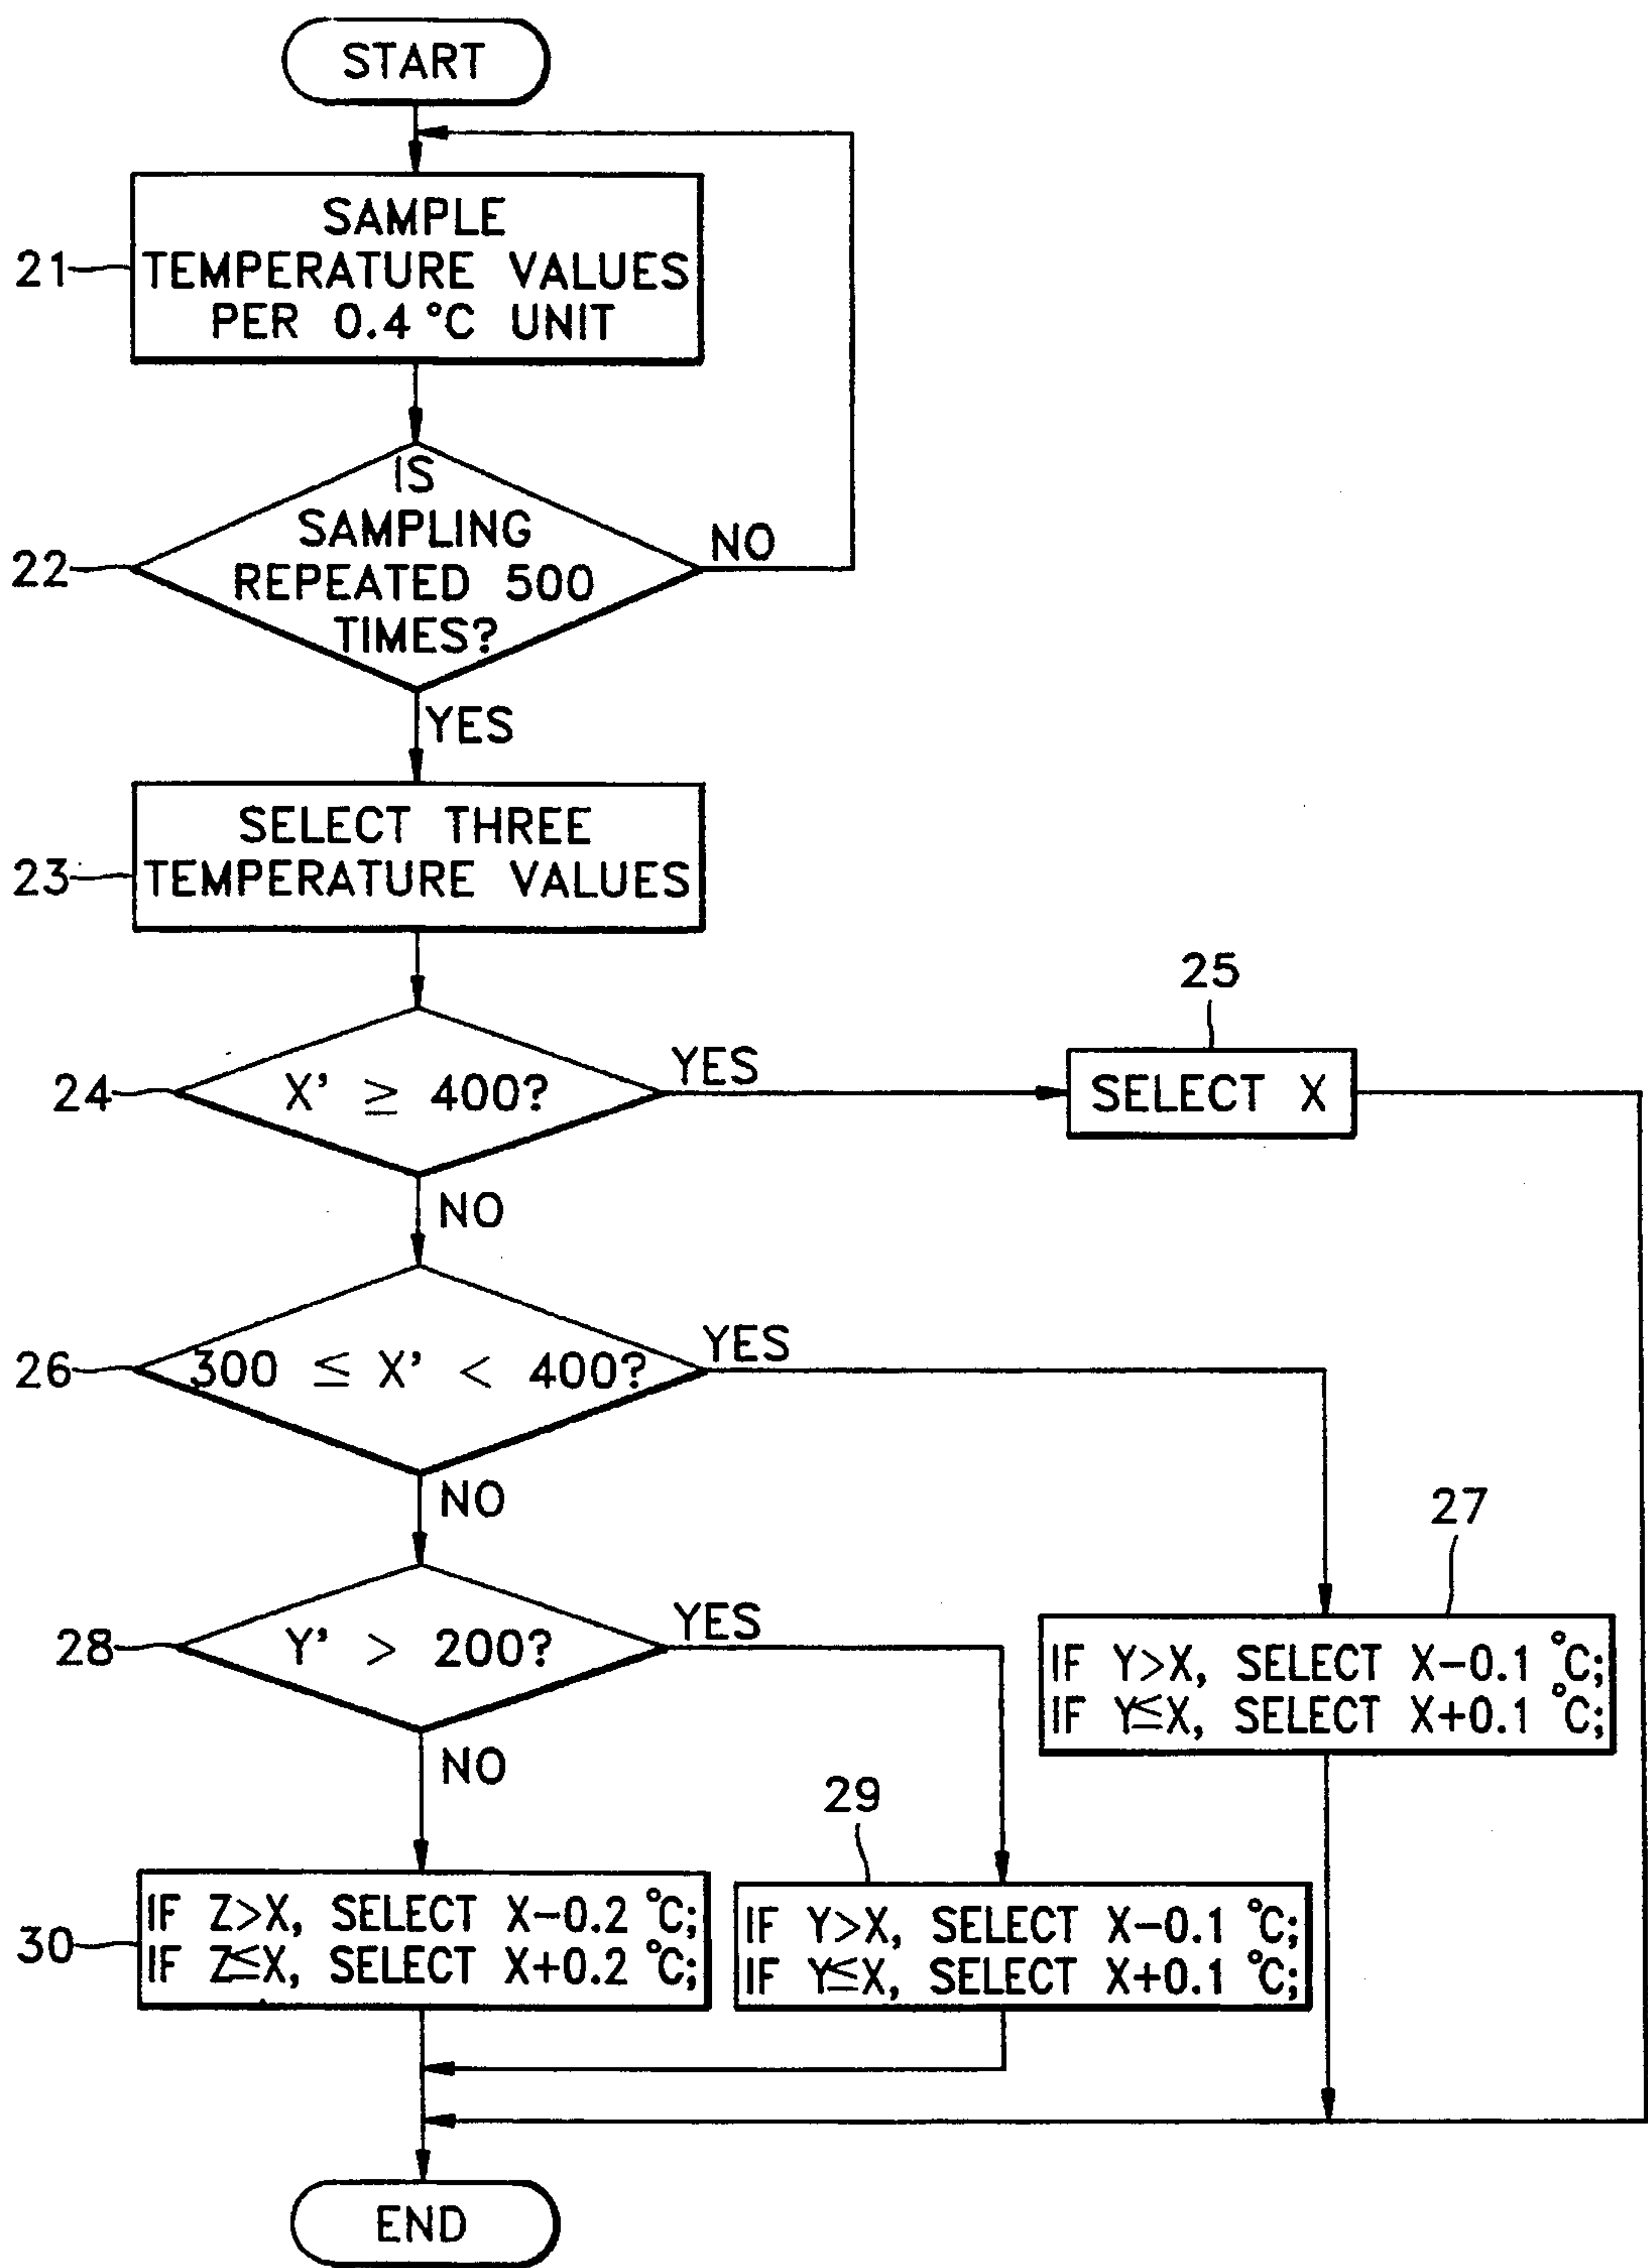 START
SAMPLE
21 TEMPERATURE VALUES
PER 0.4 °C UNIT
IS
SAMPLING
NO
22 REPEATED 500
TIMES?
YES
SELECT THREE
23 TEMPERATURE VALUES
25
24 X' ≥ 400? YES SELECT X
NO
26 300 ≤ X' < 400? YES
NO
27
28 Y' > 200? YES
IF Y>X, SELECT X-0.1 °C;
IF Y≤X, SELECT X+0.1 °C;
NO
29
IF Z>X, SELECT X-0.2 °C;
30 IF Z≤X, SELECT X+0.2 °C;
IF Y>X, SELECT X-0.1 °C;
IF Y≤X, SELECT X+0.1 °C;
END